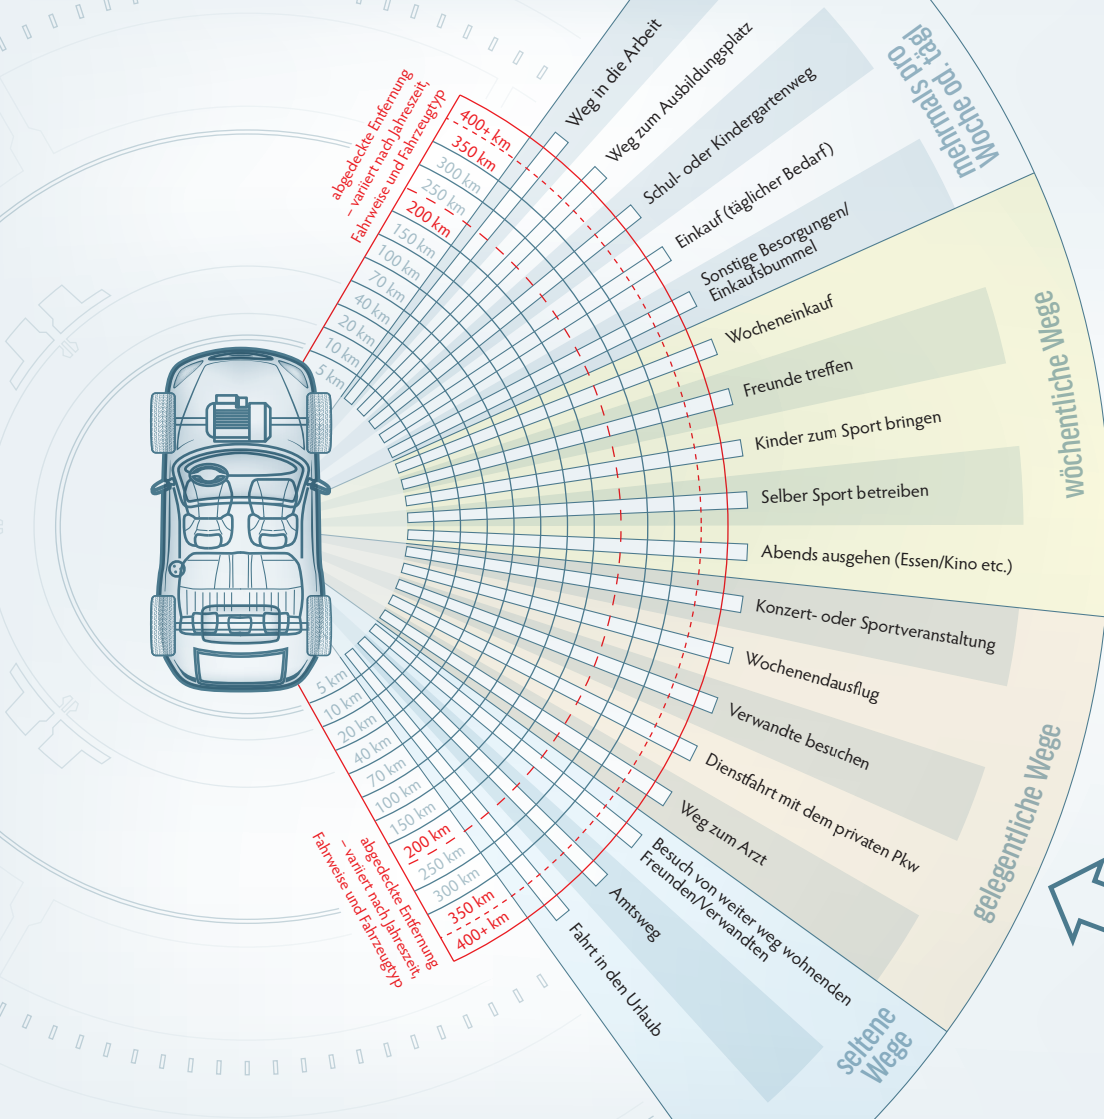 abgedeckte Entfernung
– variiert nach Jahreszeit,
Fahrweise und Fahrzeugtyp
400+ km
350 km
300 km
250 km
200 km
150 km
100 km
70 km
40 km
20 km
10 km
5 km
Weg in die Arbeit
Weg zum Ausbildungsplatz
Schul- oder Kindergartenweg
Einkauf (täglicher Bedarf)
Sonstige Besorgungen/
Einkaufsbummel
mehrmals pro
Woche od. tägl
Wocheneinkauf
Freunde treffen
Kinder zum Sport bringen
Selber Sport betreiben
Abends ausgehen (Essen/Kino etc.)
wöchentliche Wege
Konzert- oder Sportveranstaltung
Wochenendausflug
Verwandte besuchen
Dienstfahrt mit dem privaten Pkw
Weg zum Arzt
gelegentliche Wege
Besuch von weiter weg wohnenden
Freunden/Verwandten
Amtsweg
Fahrt in den Urlaub
seltene
Wege
5 km
10 km
20 km
40 km
70 km
100 km
150 km
200 km
250 km
300 km
350 km
400+ km
abgedeckte Entfernung
– variiert nach Jahreszeit,
Fahrweise und Fahrzeugtyp